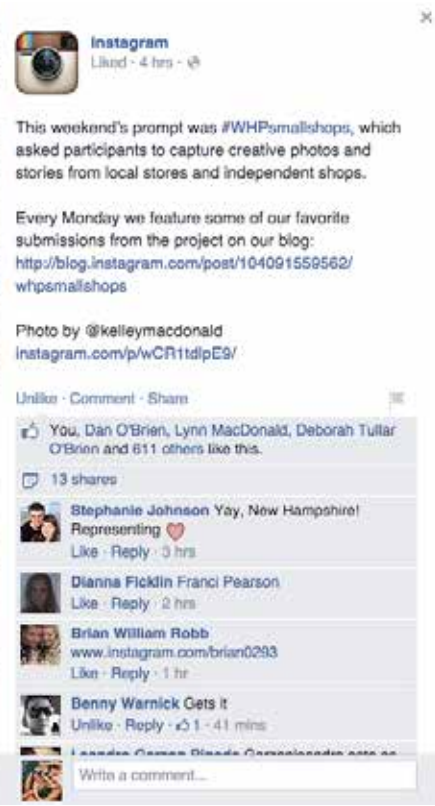 Instagram
Liked · 4 hrs ·
This weekend's prompt was #WHPsmallshops, which
asked participants to capture creative photos and
stories from local stores and independent shops.
Every Monday we feature some of our favorite
submissions from the project on our blog:
http://blog.instagram.com/post/104091559562/
whpsmallshops
Photo by @kelleymacdonald
instagram.com/p/wCR1tdlpE9/
Unlike · Comment · Share
You, Dan O'Brien, Lynn MacDonald, Deborah Tullar
O'Brien and 611 others like this.
13 shares
Stephanie Johnson Yay, New Hampshire!
Representing
Like · Reply · 3 hrs
Dianna Ficklin Franci Pearson
Like · Reply · 2 hrs
Brian William Robb
www.instagram.com/brian0293
Like · Reply · 1 hr
Benny Warnick Gets it
Unlike · Reply · 1 · 41 mins
Write a comment...